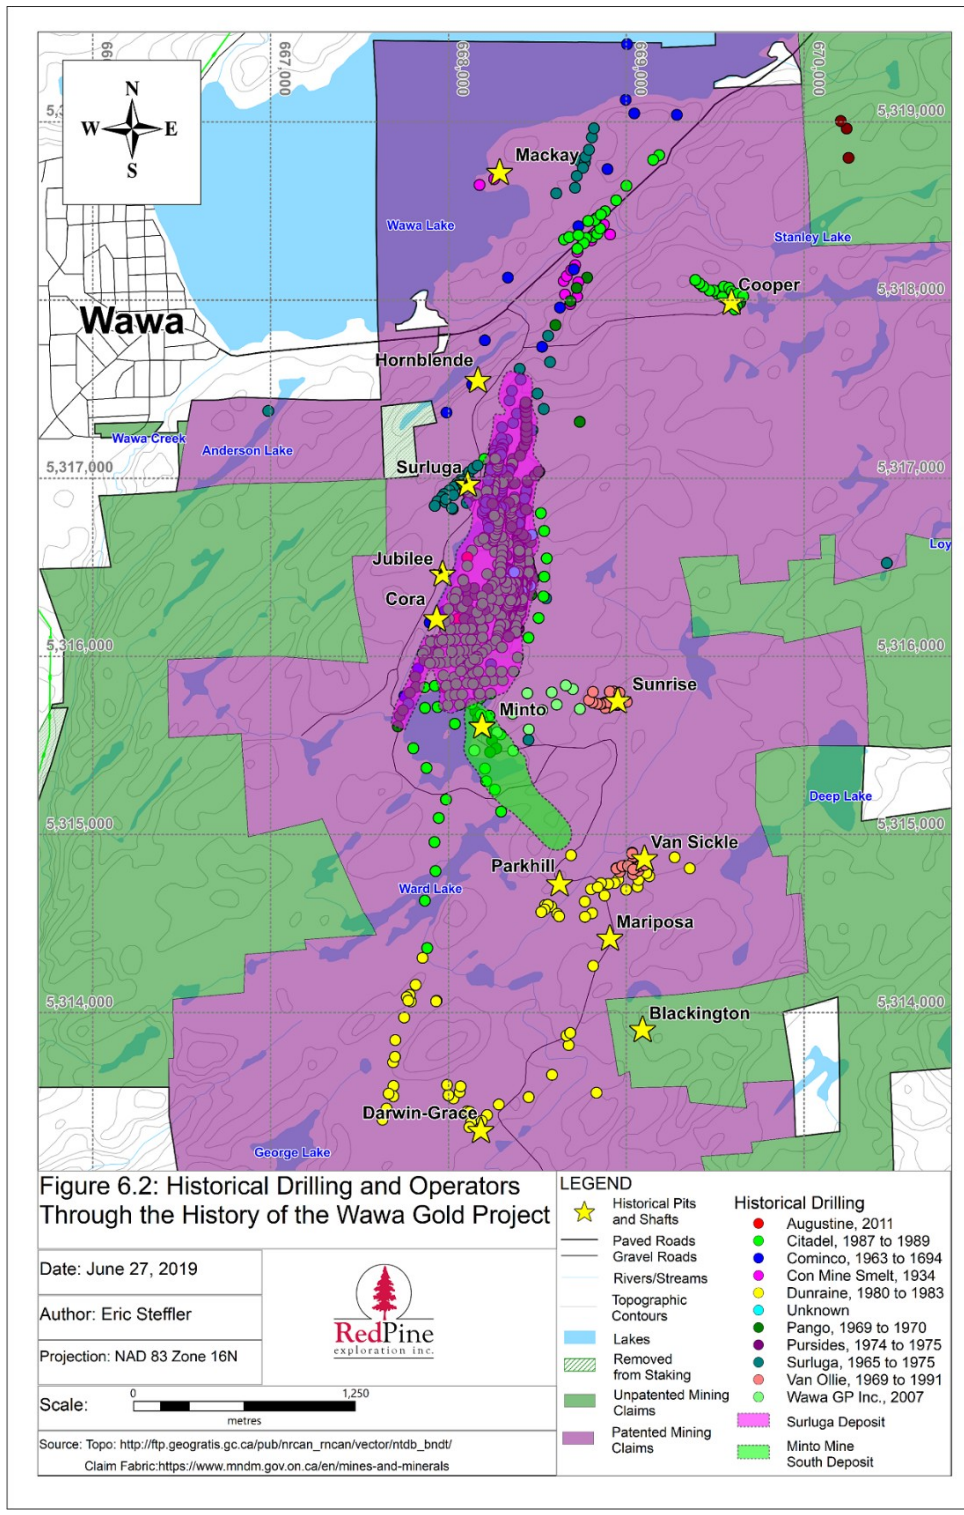 N
W E
S
667,000
668,000
669,000
670,000
5,319,000
Mackay
Wawa Lake
Stanley Lake
Cooper
5,318,000
Wawa
Hornblende
Wawa Creek
Anderson Lake
5,317,000
Surluga
5,317,000
Jubilee
Loy
Cora
5,316,000
5,316,000
Sunrise
Minto
Deep Lake
5,315,000
5,315,000
Van Sickle
Parkhill
Ward Lake
Mariposa
5,314,000
5,314,000
Blackington
Darwin-Grace
George Lake
Figure 6.2: Historical Drilling and Operators
Through the History of the Wawa Gold Project
Date: June 27, 2019
Author: Eric Steffler
Projection: NAD 83 Zone 16N
RedPine
exploration inc.
Scale:
0 1,250
metres
Source: Topo: http://ftp.geogratis.gc.ca/pub/nrcan_rncan/vector/ntdb_bndt/
Claim Fabric:https://www.mndm.gov.on.ca/en/mines-and-minerals
LEGEND
Historical Pits
and Shafts
Paved Roads
Gravel Roads
Rivers/Streams
Topographic
Contours
Lakes
Removed
from Staking
Unpatented Mining
Claims
Patented Mining
Claims
Historical Drilling
Augustine, 2011
Citadel, 1987 to 1989
Cominco, 1963 to 1694
Con Mine Smelt, 1934
Dunraine, 1980 to 1983
Unknown
Pango, 1969 to 1970
Pursides, 1974 to 1975
Surluga, 1965 to 1975
Van Ollie, 1969 to 1991
Wawa GP Inc., 2007
Surluga Deposit
Minto Mine
South Deposit